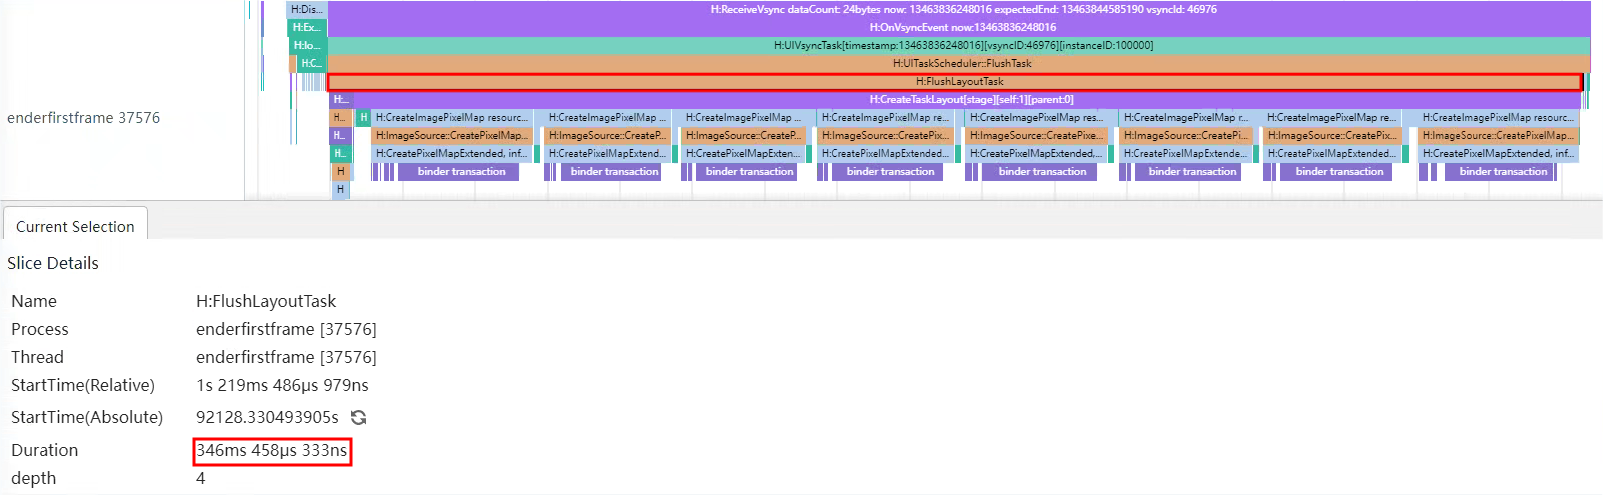 H:Dis... H:ReceiveVsync dataCount: 24bytes now: 13463836248016 expectedEnd: 13463844585190 vsyncId: 46976
H:Ex... H:OnVsyncEvent now:13463836248016
H:lo... H:UIVsyncTask[timestamp:13463836248016][vsyncID:46976][instanceID:100000]
H:C... H:UITaskScheduler::FlushTask
H:FlushLayoutTask
H:... H:CreateTaskLayout[stage][self:1][parent:0]
enderfirstframe 37576
H... H H:CreateImagePixelMap resourc... H:CreateImagePixelMap ... H:CreateImagePixelMap ... H:CreateImagePixelMap re... H:CreateImagePixelMap res... H:CreateImagePixelMap r... H:CreateImagePixelMap re... H:CreateImagePixelMap resourc...
H... H:ImageSource::CreatePixelMap... H:ImageSource::CreateP... H:ImageSource::CreateP... H:ImageSource::CreatePix... H:ImageSource::CreatePixe... H:ImageSource::CreatePi... H:ImageSource::CreatePix... H:ImageSource::CreatePixelMa...
H... H:CreatePixelMapExtended, inf... H:CreatePixelMapExtend... H:CreatePixelMapExten... H:CreatePixelMapExtended... H:CreatePixelMapExtended,... H:CreatePixelMapExtende... H:CreatePixelMapExtended... H:CreatePixelMapExtended, in...
H binder transaction binder transaction binder transaction binder transaction binder transaction binder transaction binder transaction binder transaction
H
Current Selection
Slice Details
Name H:FlushLayoutTask
Process enderfirstframe [37576]
Thread enderfirstframe [37576]
StartTime(Relative) 1s 219ms 486μs 979ns
StartTime(Absolute) 92128.330493905s
Duration 346ms 458μs 333ns
depth 4